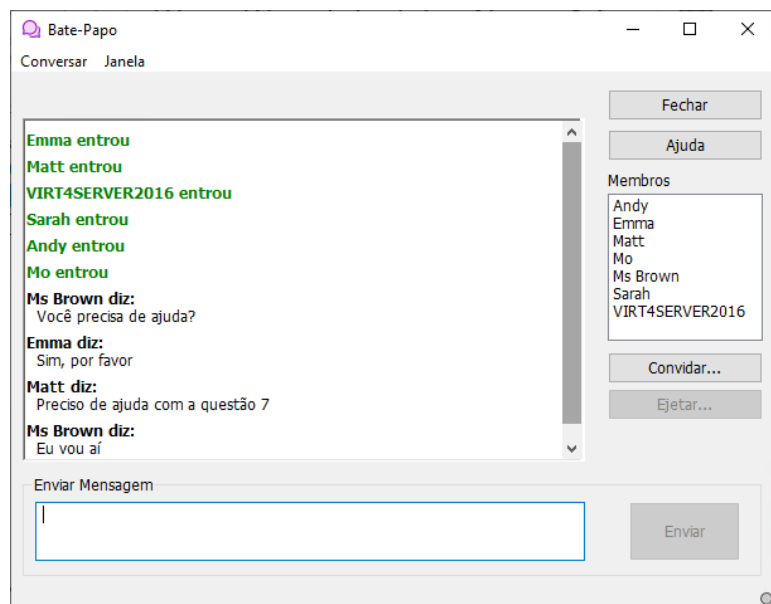 Bate-Papo
Conversar Janela
Fechar
Ajuda
Emma entrou
Matt entrou
VIRT4SERVER2016 entrou
Sarah entrou
Andy entrou
Mo entrou
Ms Brown diz:
Você precisa de ajuda?
Emma diz:
Sim, por favor
Matt diz:
Preciso de ajuda com a questão 7
Ms Brown diz:
Eu vou aí
Membros
Andy
Emma
Matt
Mo
Ms Brown
Sarah
VIRT4SERVER2016
Convidar...
Ejetar...
Enviar Mensagem
Enviar